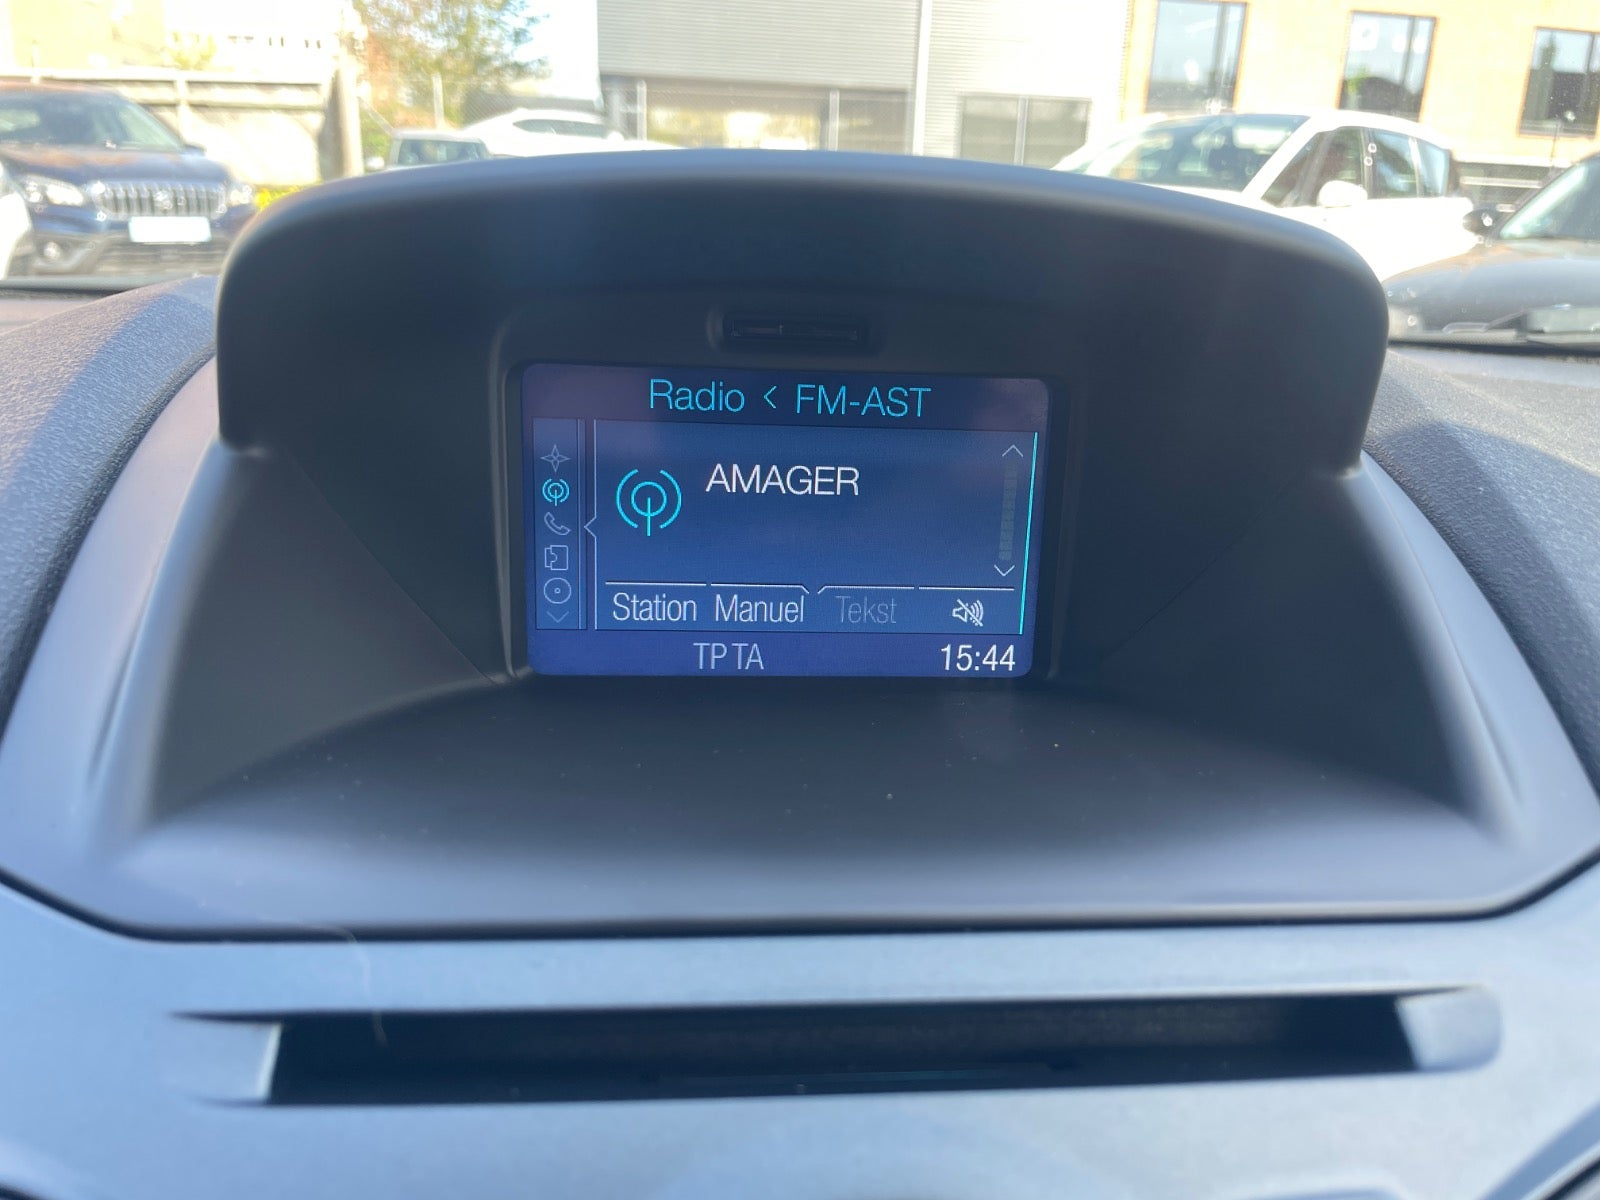 Radio < FM-AST
AMAGER
Station Manuel Tekst
TP TA 15:44